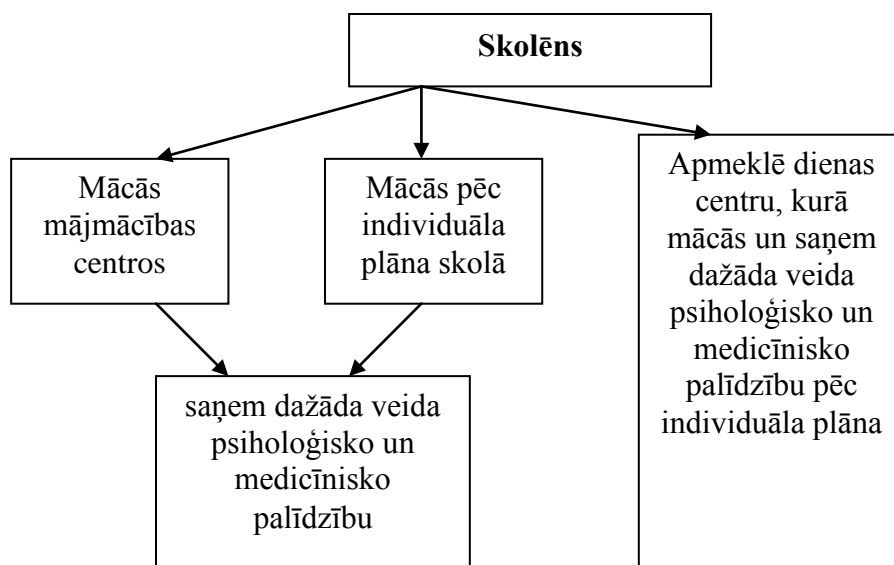 Skolēns
Mācās
mājmācības
centros
Mācās pēc
individuāla
plāna skolā
Apmeklē dienas
centru, kurā
mācās un saņem
dažāda veida
psiholoģisko un
medicīnisko
palīdzību pēc
individuāla plāna
saņem dažāda veida
psiholoģisko un
medicīnisko
palīdzību